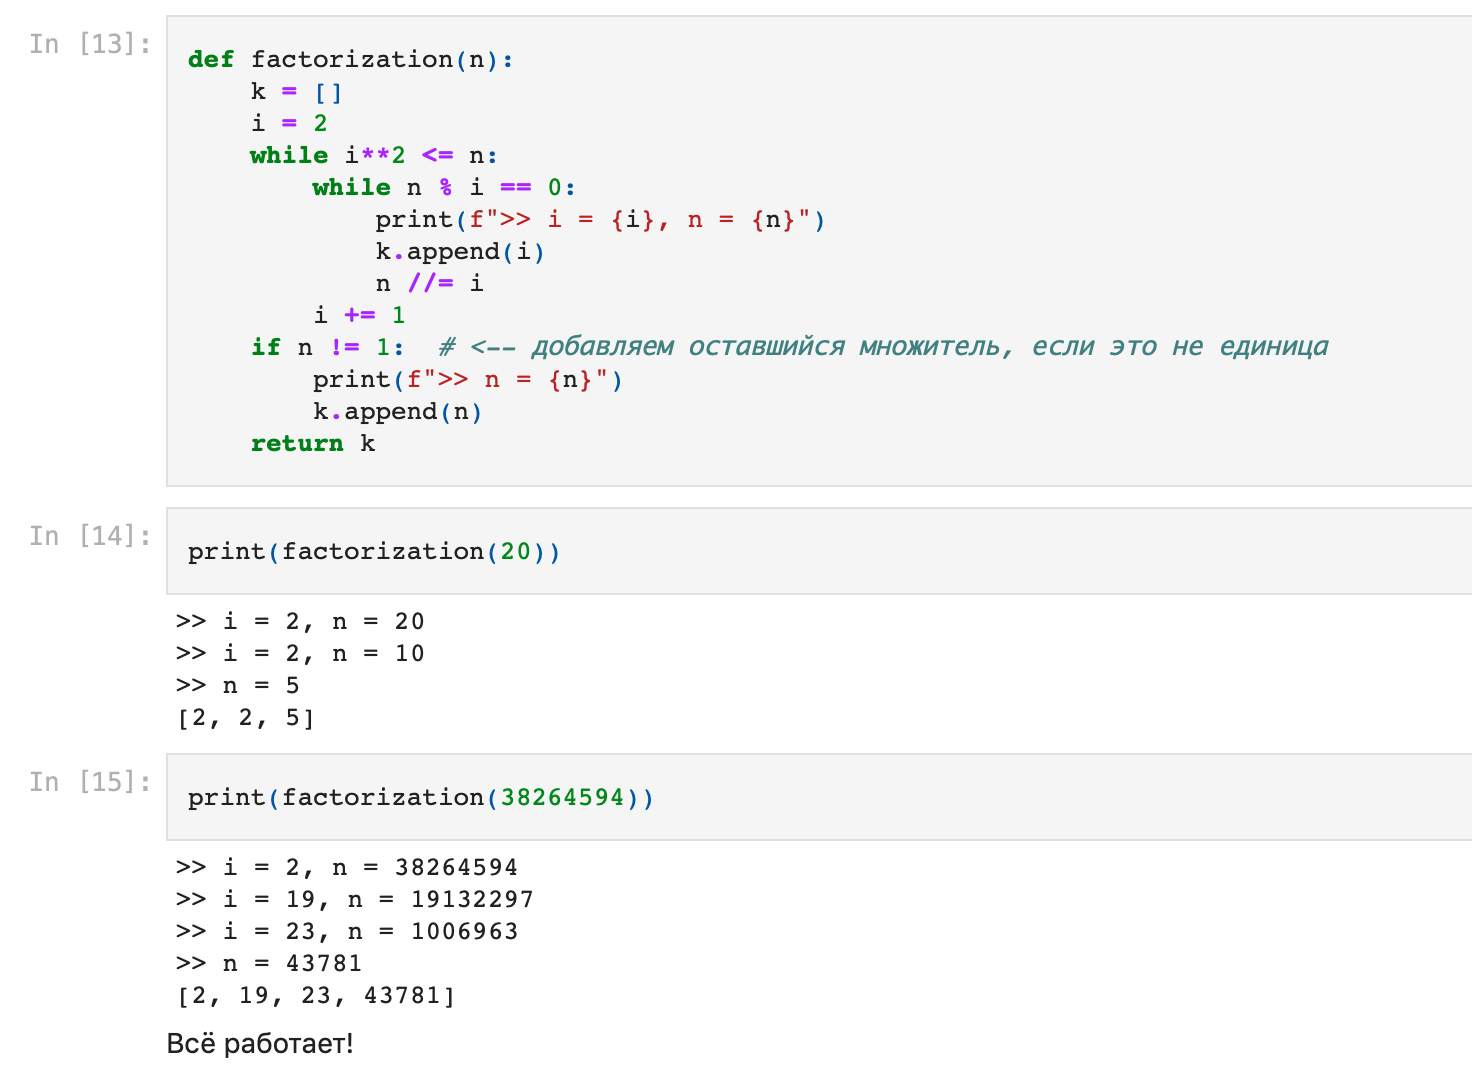 In [13]:
def factorization(n):
    k = []
    i = 2
    while i**2 <= n:
        while n % i == 0:
            print(f">> i = {i}, n = {n}")
            k.append(i)
            n //= i
        i += 1
    if n != 1:  # <-- добавляем оставшийся множитель, если это не единица
        print(f">> n = {n}")
        k.append(n)
    return k
In [14]:
print(factorization(20))
>> i = 2, n = 20
>> i = 2, n = 10
>> n = 5
[2, 2, 5]
In [15]:
print(factorization(38264594))
>> i = 2, n = 38264594
>> i = 19, n = 19132297
>> i = 23, n = 1006963
>> n = 43781
[2, 19, 23, 43781]
Всё работает!